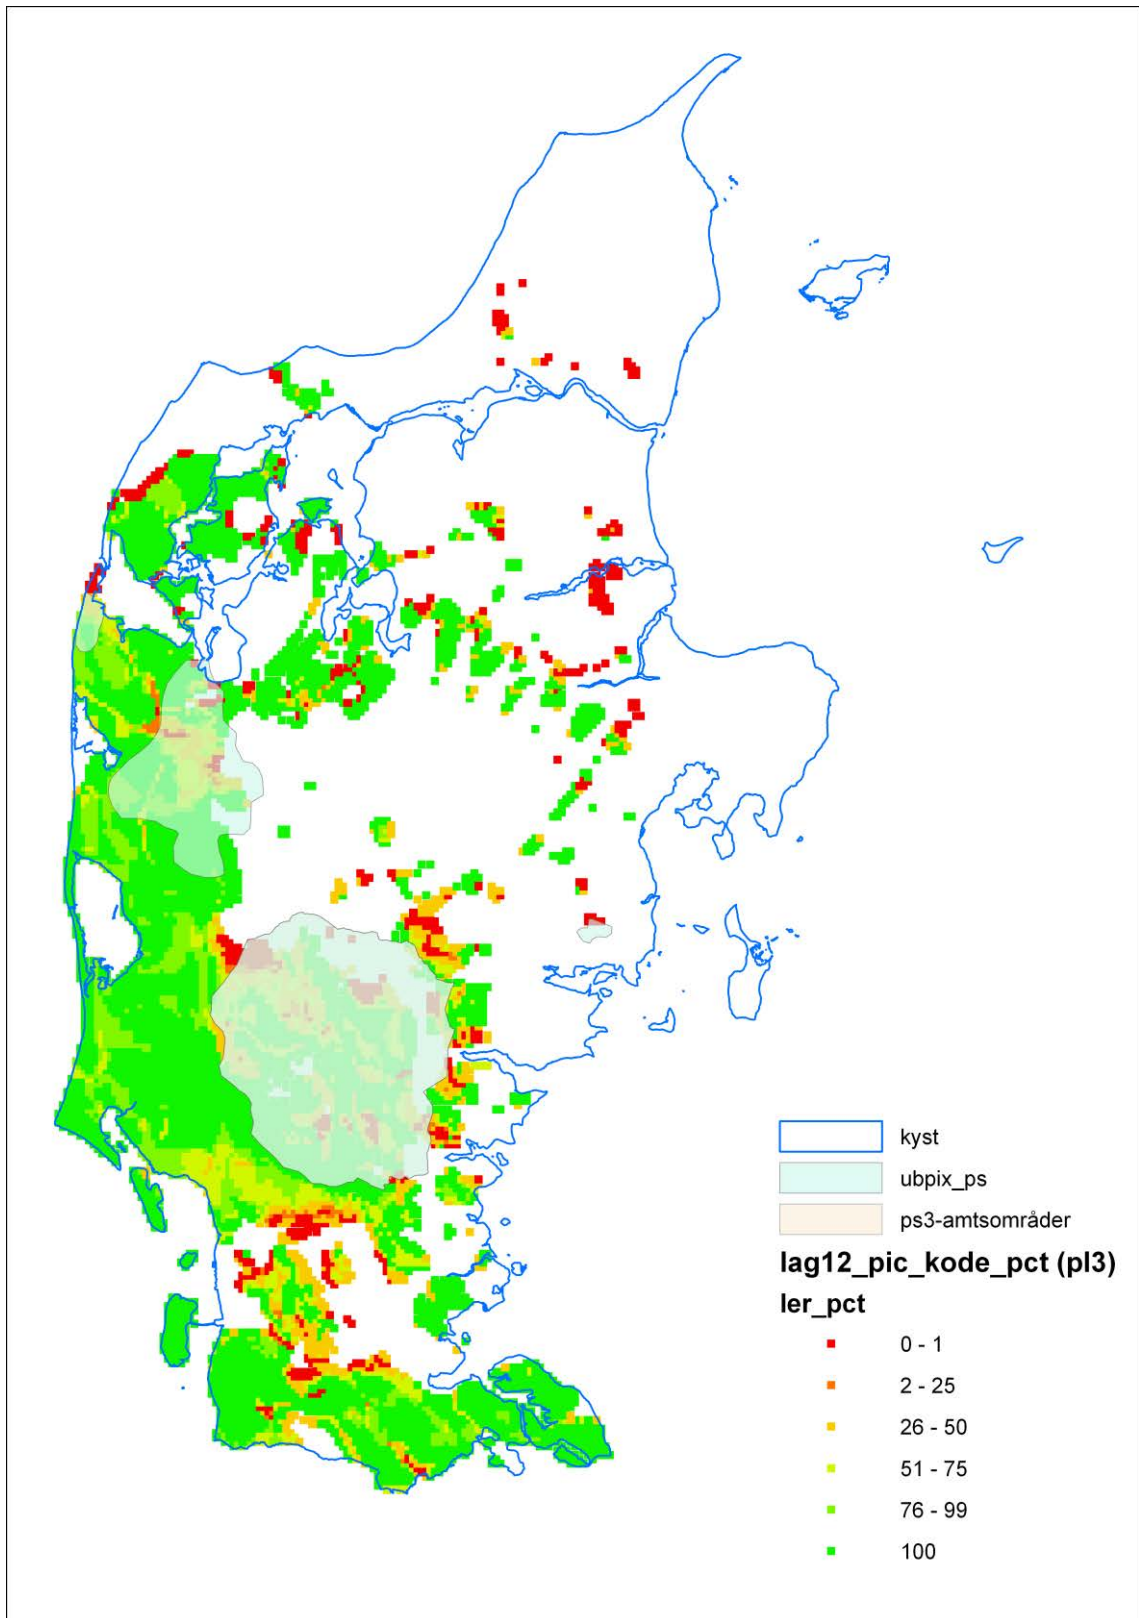 kyst
ubpix_ps
ps3-amtsområder
lag12_pic_kode_pct (pl3)
ler_pct
0 - 1
2 - 25
26 - 50
51 - 75
76 - 99
100